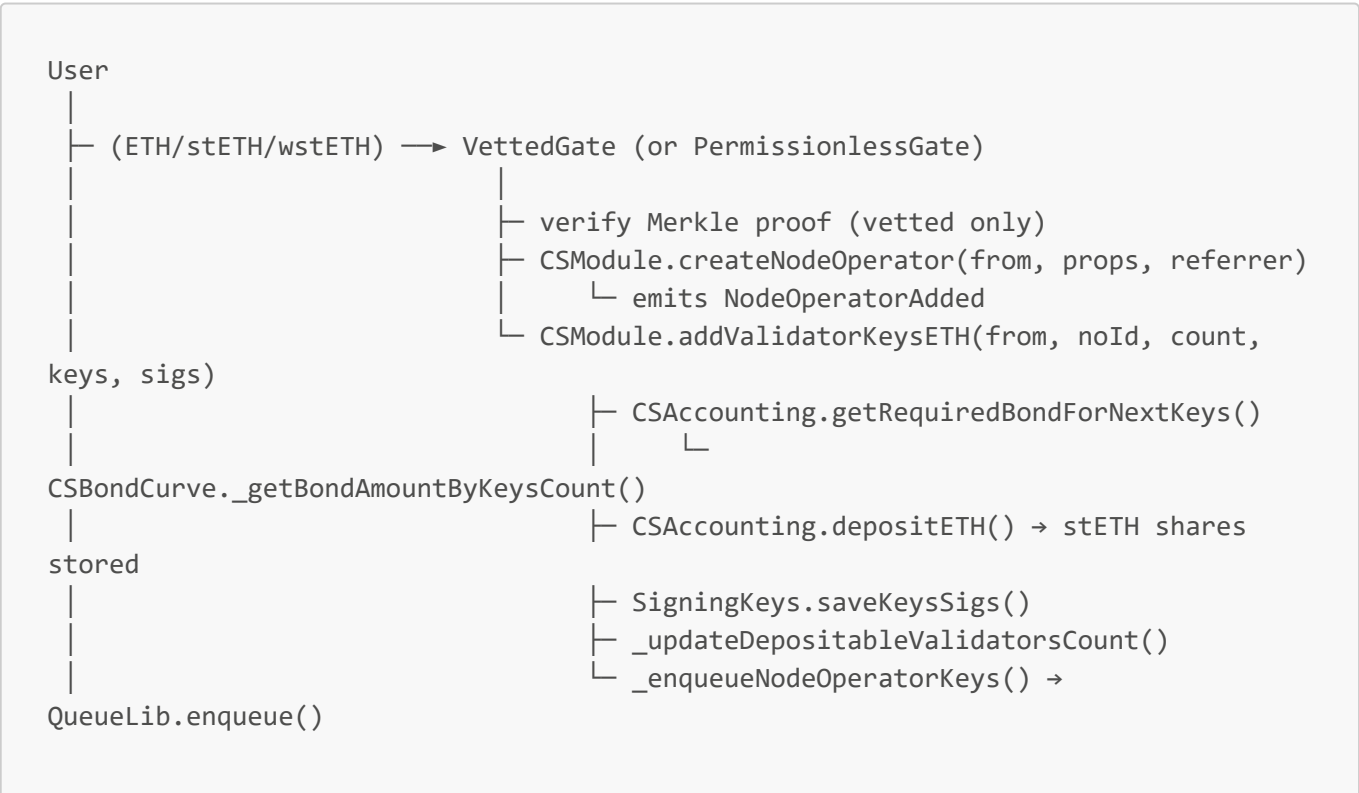 User
│
├─ (ETH/stETH/wstETH) ──► VettedGate (or PermissionlessGate)
│                         │
│                         ├─ verify Merkle proof (vetted only)
│                         ├─ CSModule.createNodeOperator(from, props, referrer)
│                         │    └─ emits NodeOperatorAdded
│                         └─ CSModule.addValidatorKeysETH(from, noId, count,
keys, sigs)
│                              ├─ CSAccounting.getRequiredBondForNextKeys()
│                              │    └─
CSBondCurve._getBondAmountByKeysCount()
│                              ├─ CSAccounting.depositETH() → stETH shares
stored
│                              ├─ SigningKeys.saveKeysSigs()
│                              ├─ _updateDepositableValidatorsCount()
│                              └─ _enqueueNodeOperatorKeys() →
QueueLib.enqueue()